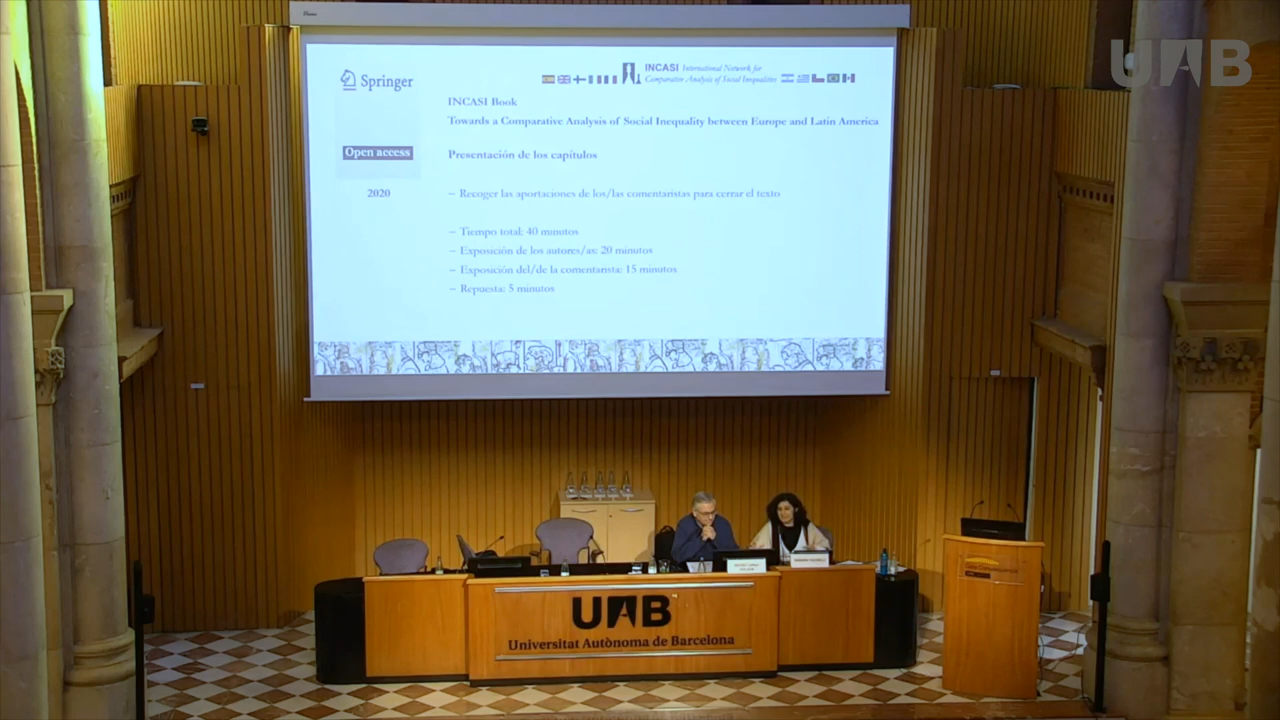 UAB
Springer
INCASI International Network for
Comparative Analysis of Social Inequalities
INCASI Book
Towards a Comparative Analysis of Social Inequality between Europe and Latin America
Open access
Presentación de los capítulos
2020
– Recoger las aportaciones de los/las comentaristas para cerrar el texto
– Tiempo total: 40 minutos
– Exposición de los autores/as: 20 minutos
– Exposición del/de la comentarista: 15 minutos
– Repuesta: 5 minutos
UAB
Universitat Autònoma de Barcelona